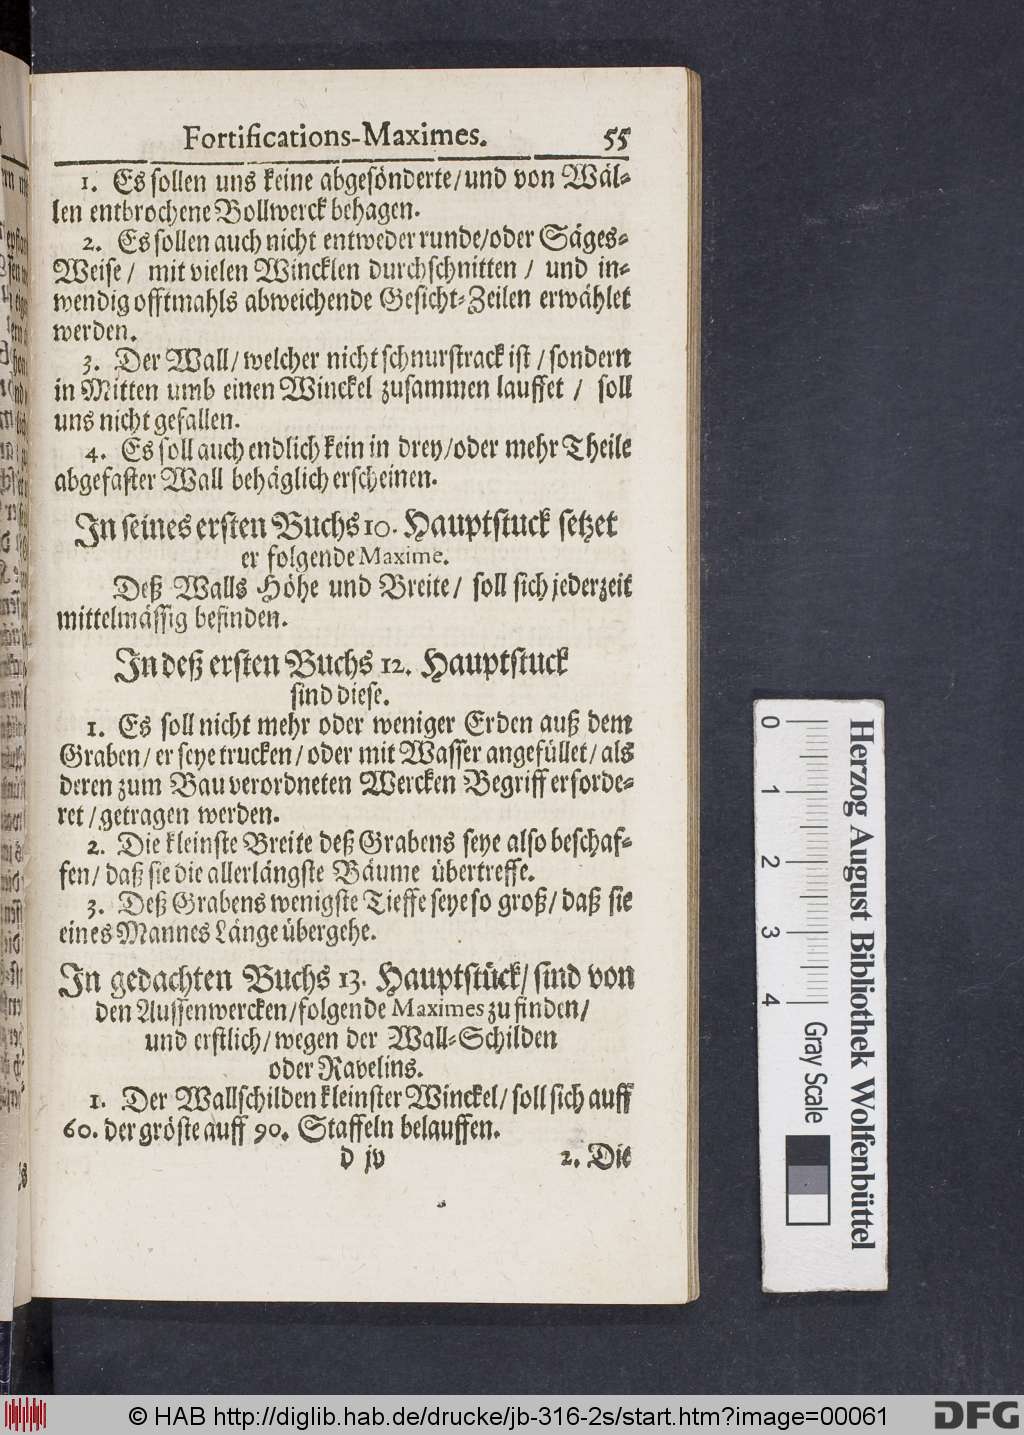 Fortifications-Maximes. 55
1. Es sollen uns keine abgesönderte/und von Wäl-
len entbrochene Bollwerck behagen.
2. Es sollen auch nicht entweder runde/oder Säges-
Weise / mit vielen Wincklen durchschnitten / und in-
wendig offtmahls abweichende Gesicht-Zeilen erwählet
werden.
3. Der Wall/welcher nicht schnurstrack ist / sondern
in Mitten umb einen Winckel zusammen lauffet / soll
uns nicht gefallen.
4. Es soll auch endlich kein in drey/oder mehr Theile
abgefaster Wall behäglich erscheinen.
In seines ersten Buchs 10. Hauptstuck setzet
er folgende Maxime.
Deß Walls Höhe und Breite / soll sich jederzeit
mittelmässig befinden.
In deß ersten Buchs 12. Hauptstuck
sind diese.
1. Es soll nicht mehr oder weniger Erden auß dem
Graben/ er seye trucken/oder mit Wasser angefüllet/als
deren zum Bau verordneten Wercken Begriff erforde-
ret /getragen werden.
2. Die kleinste Breite deß Grabens seye also beschaf-
fen/ daß sie die allerlängste Bäume übertreffe.
3. Deß Grabens wenigste Tieffe seye so groß/ daß sie
eines Mannes Länge übergehe.
In gedachten Buchs 13. Hauptstück/ sind von
den Aussenwercken/folgende Maximes zu finden/
und erstlich/wegen der Wall-Schilden
oder Ravelins.
1. Der Wallschilden kleinster Winckel/ soll sich auff
60. der gröste auff 90. Staffeln belauffen.
d jv 2. Die
Herzog August Bibliothek Wolfenbüttel
0 1 2 3 4 Gray Scale
© HAB http://diglib.hab.de/drucke/jb-316-2s/start.htm?image=00061
DFG